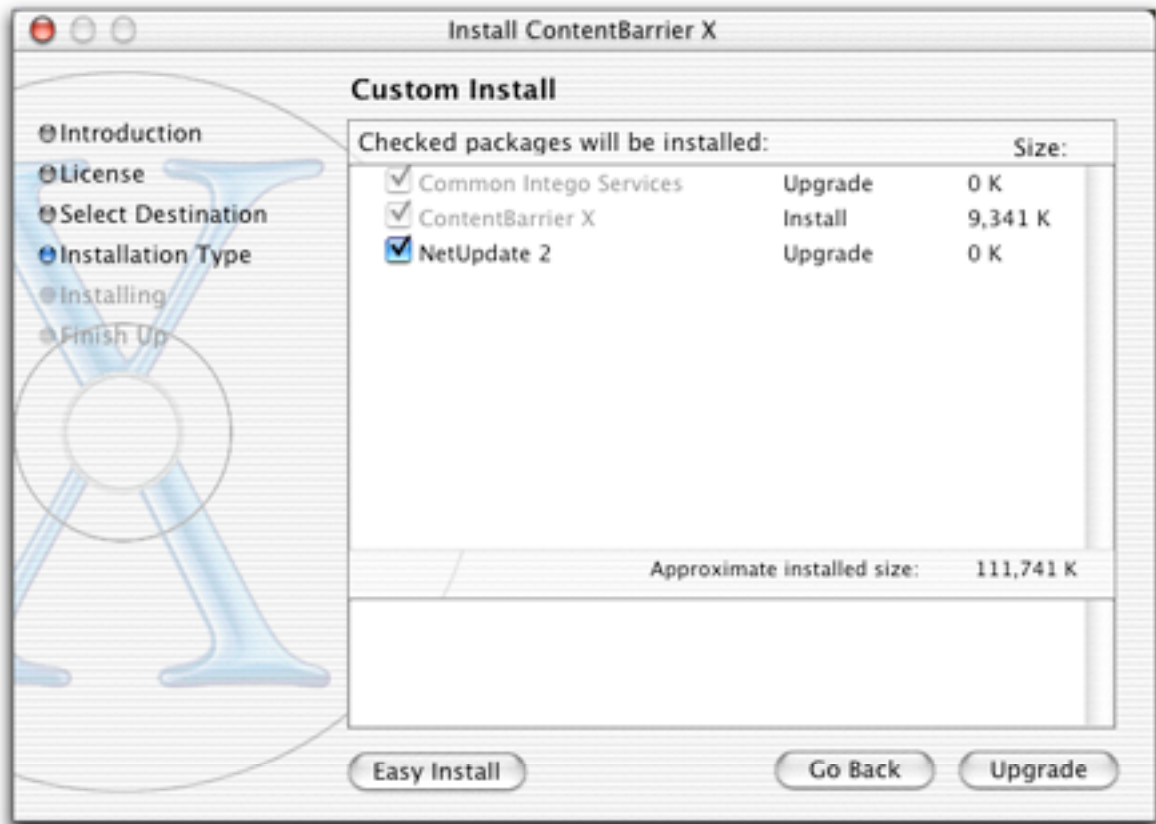 Install ContentBarrier X
Custom Install
Introduction
License
Select Destination
Installation Type
Installing
Finish Up
Checked packages will be installed: Size:
Common Intego Services Upgrade 0 K
ContentBarrier X Install 9,341 K
NetUpdate 2 Upgrade 0 K
Approximate installed size: 111,741 K
Easy Install Go Back Upgrade